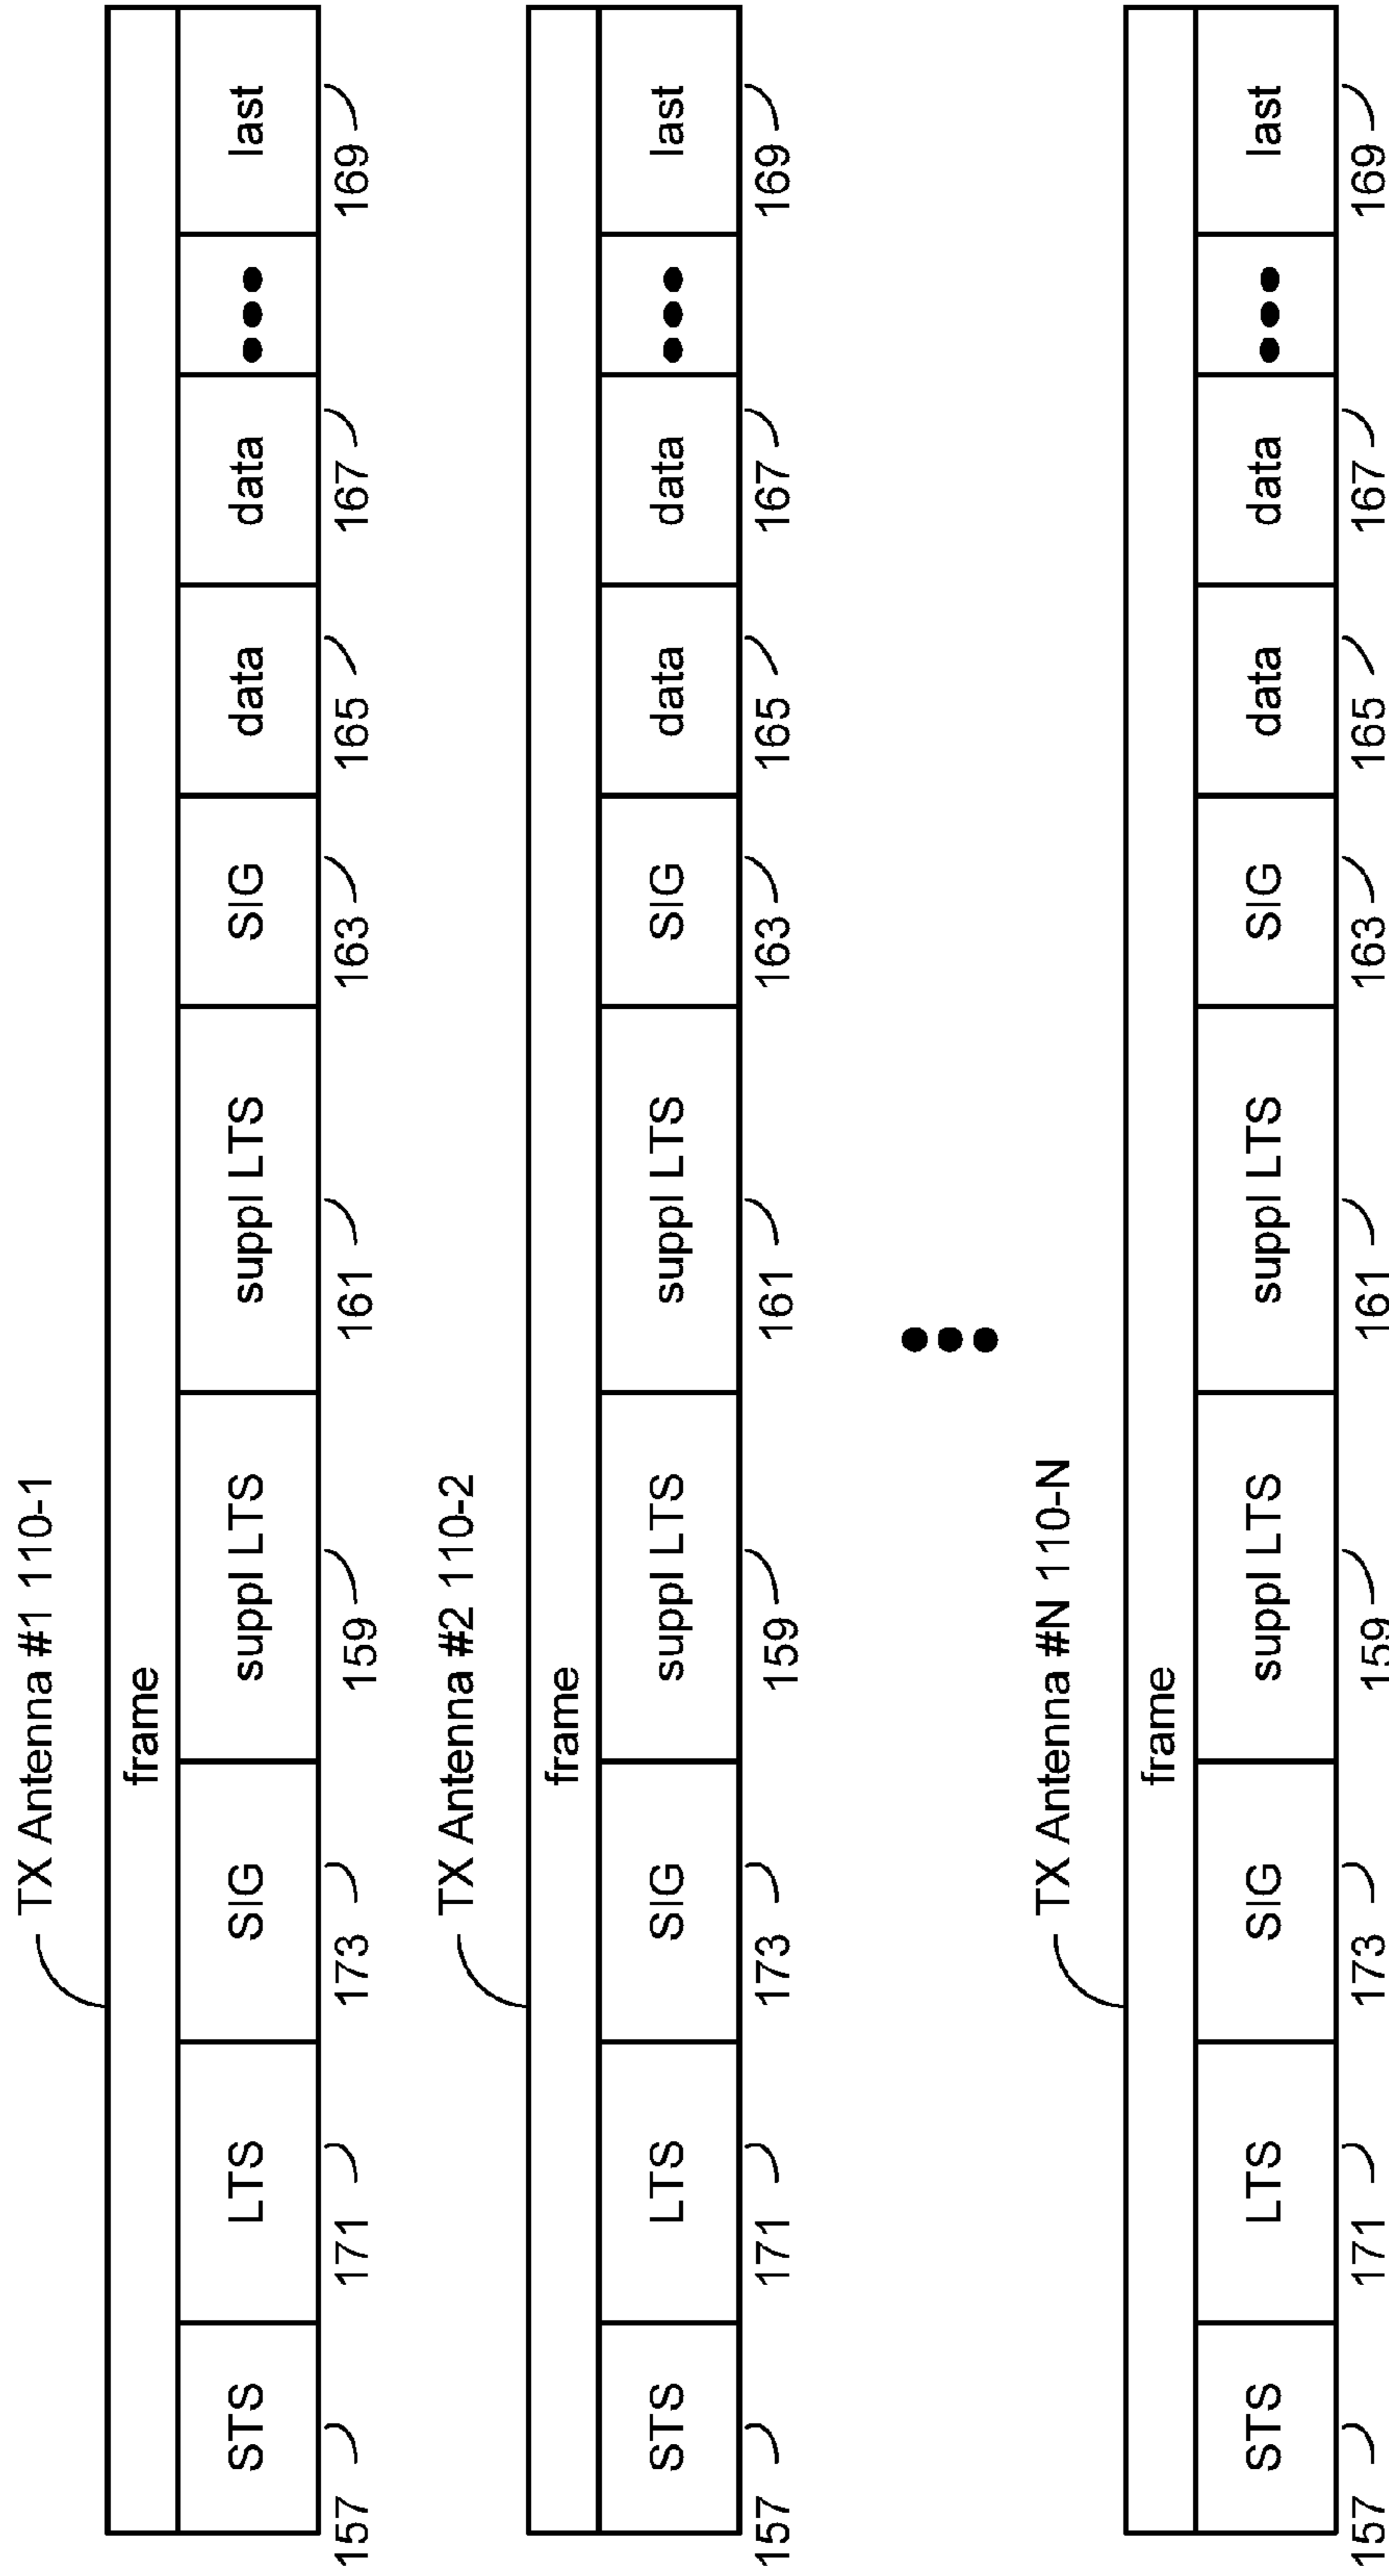 TX Antenna #1 110-1
frame
STS LTS SIG suppl LTS suppl LTS SIG data data ••• last
157 171 173 159 161 163 165 167 169
TX Antenna #2 110-2
frame
STS LTS SIG suppl LTS suppl LTS SIG data data ••• last
157 171 173 159 161 163 165 167 169
•••
TX Antenna #N 110-N
frame
STS LTS SIG suppl LTS suppl LTS SIG data data ••• last
157 171 173 159 161 163 165 167 169